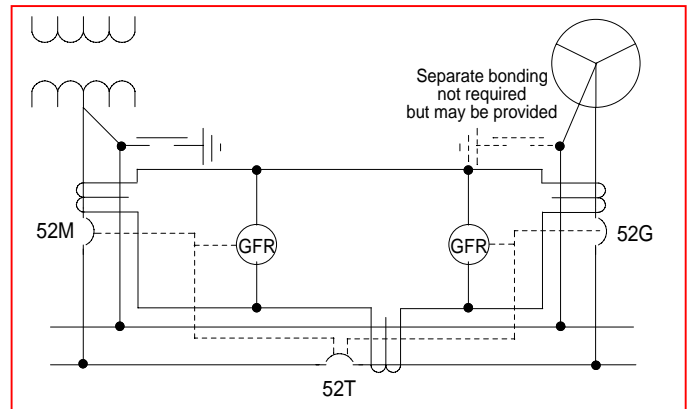 Separate bonding
not required
but may be provided
52M
GFR
GFR
52G
52T